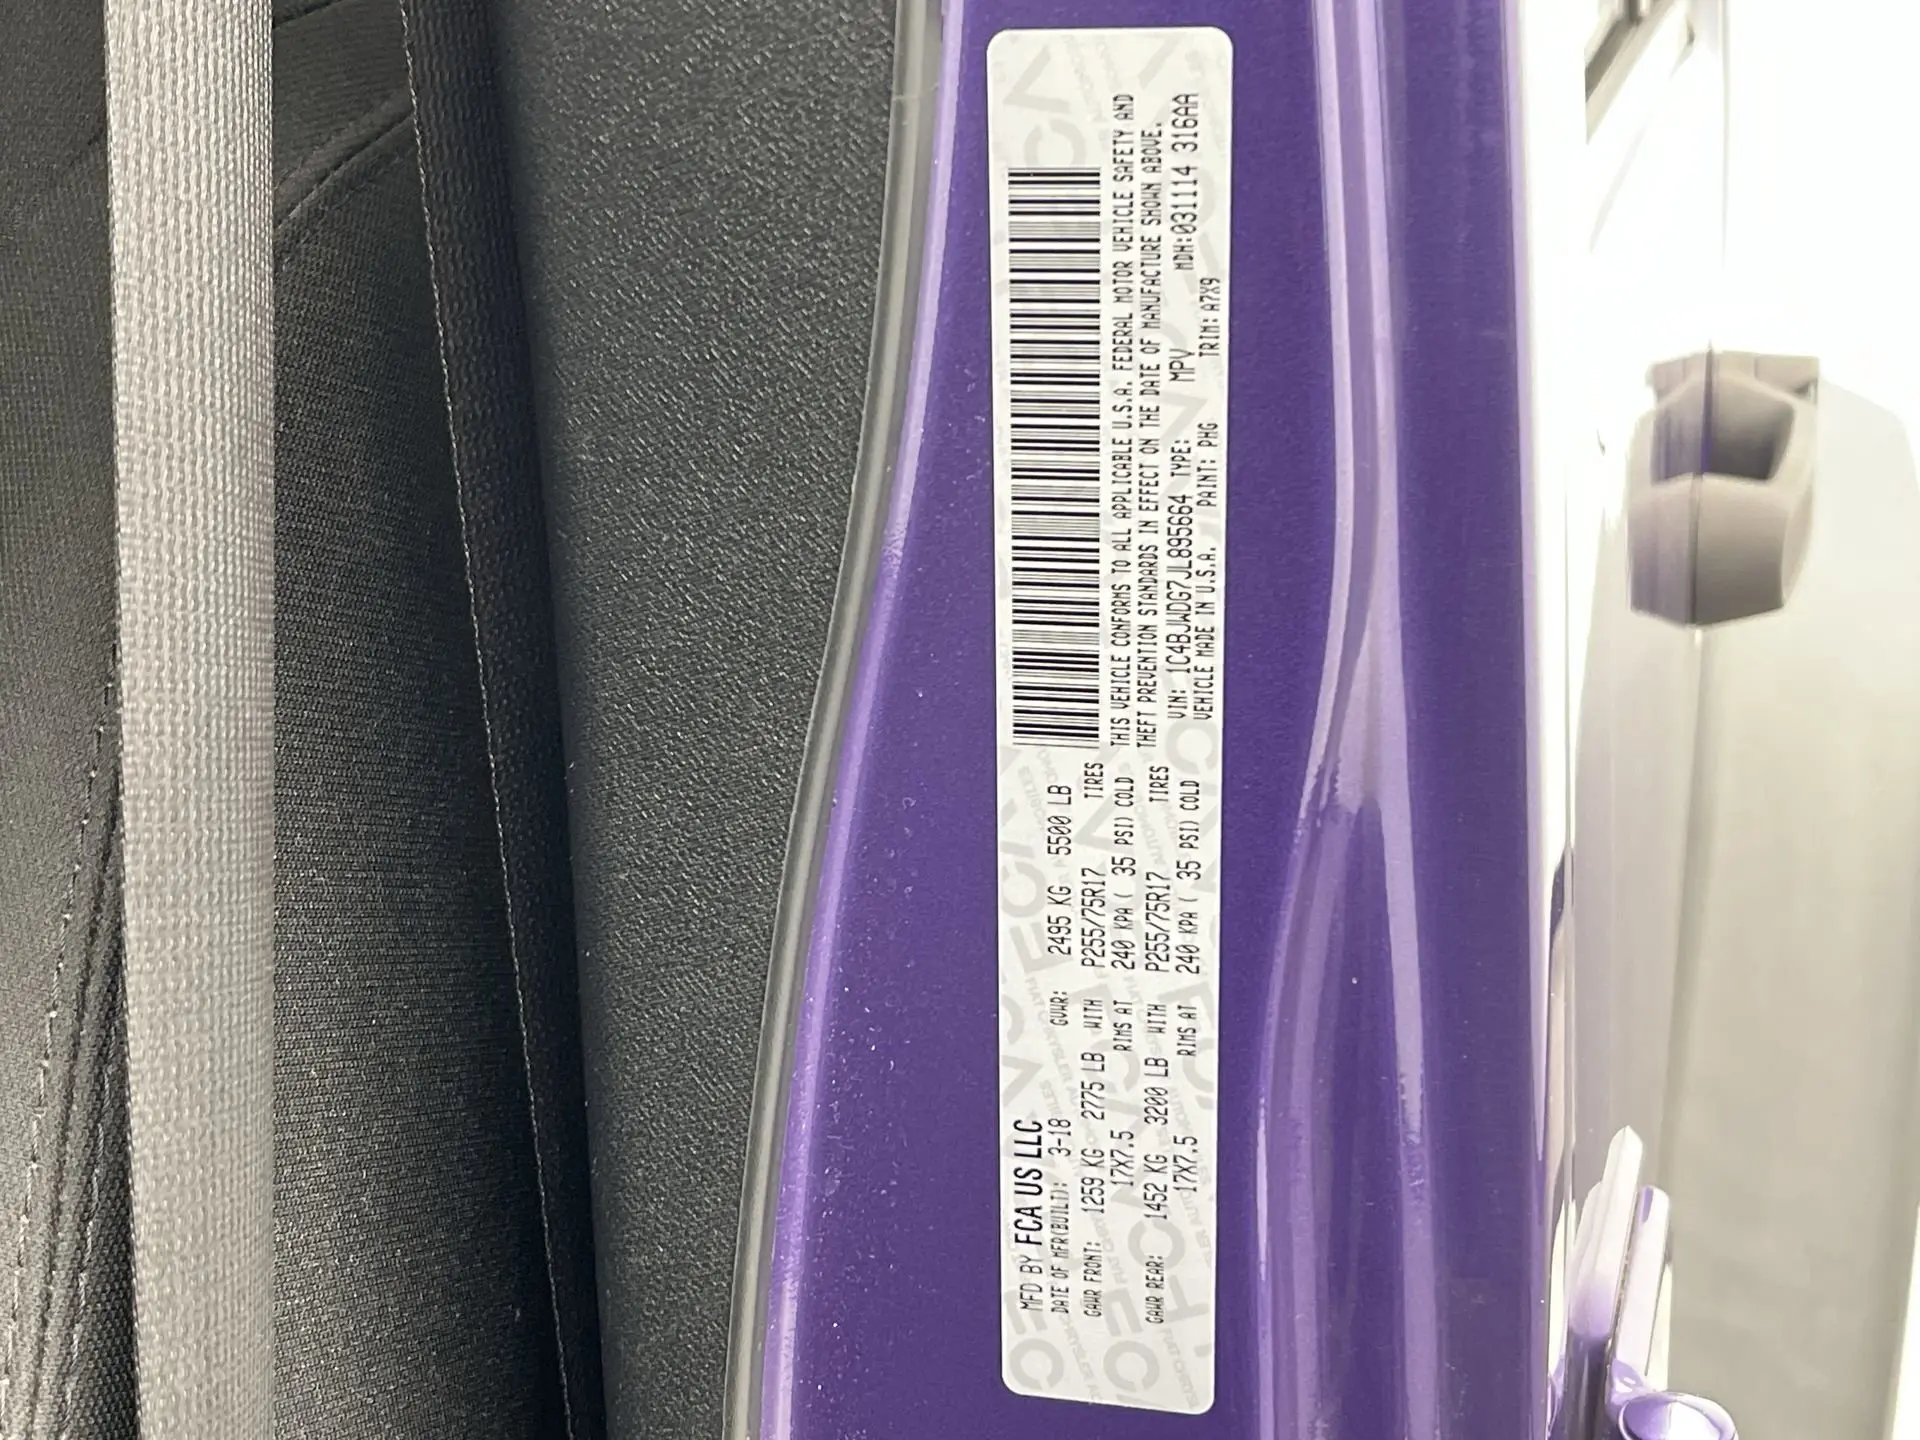 MFD BY FCA US LLC
DATE OF MFR(BUILT): 3-18 GVWR: 2495 KG 5500 LB
GAWR FRONT: 1259 KG 2775 LB WITH P255/75R17 TIRES
17X7.5 RIMS AT 240 KPA ( 35 PSI) COLD
GAWR REAR: 1452 KG 3200 LB WITH P255/75R17 TIRES
17X7.5 RIMS AT 240 KPA ( 35 PSI) COLD
THIS VEHICLE CONFORMS TO ALL APPLICABLE U.S.A. FEDERAL MOTOR VEHICLE SAFETY AND
THEFT PREVENTION STANDARDS IN EFFECT ON THE DATE OF MANUFACTURE SHOWN ABOVE.
VIN: 1C4BJWDG7JL895664 TYPE: MPV MDH:031114 316AA
VEHICLE MADE IN U.S.A. PAINT: PHG TRIM: A7X9